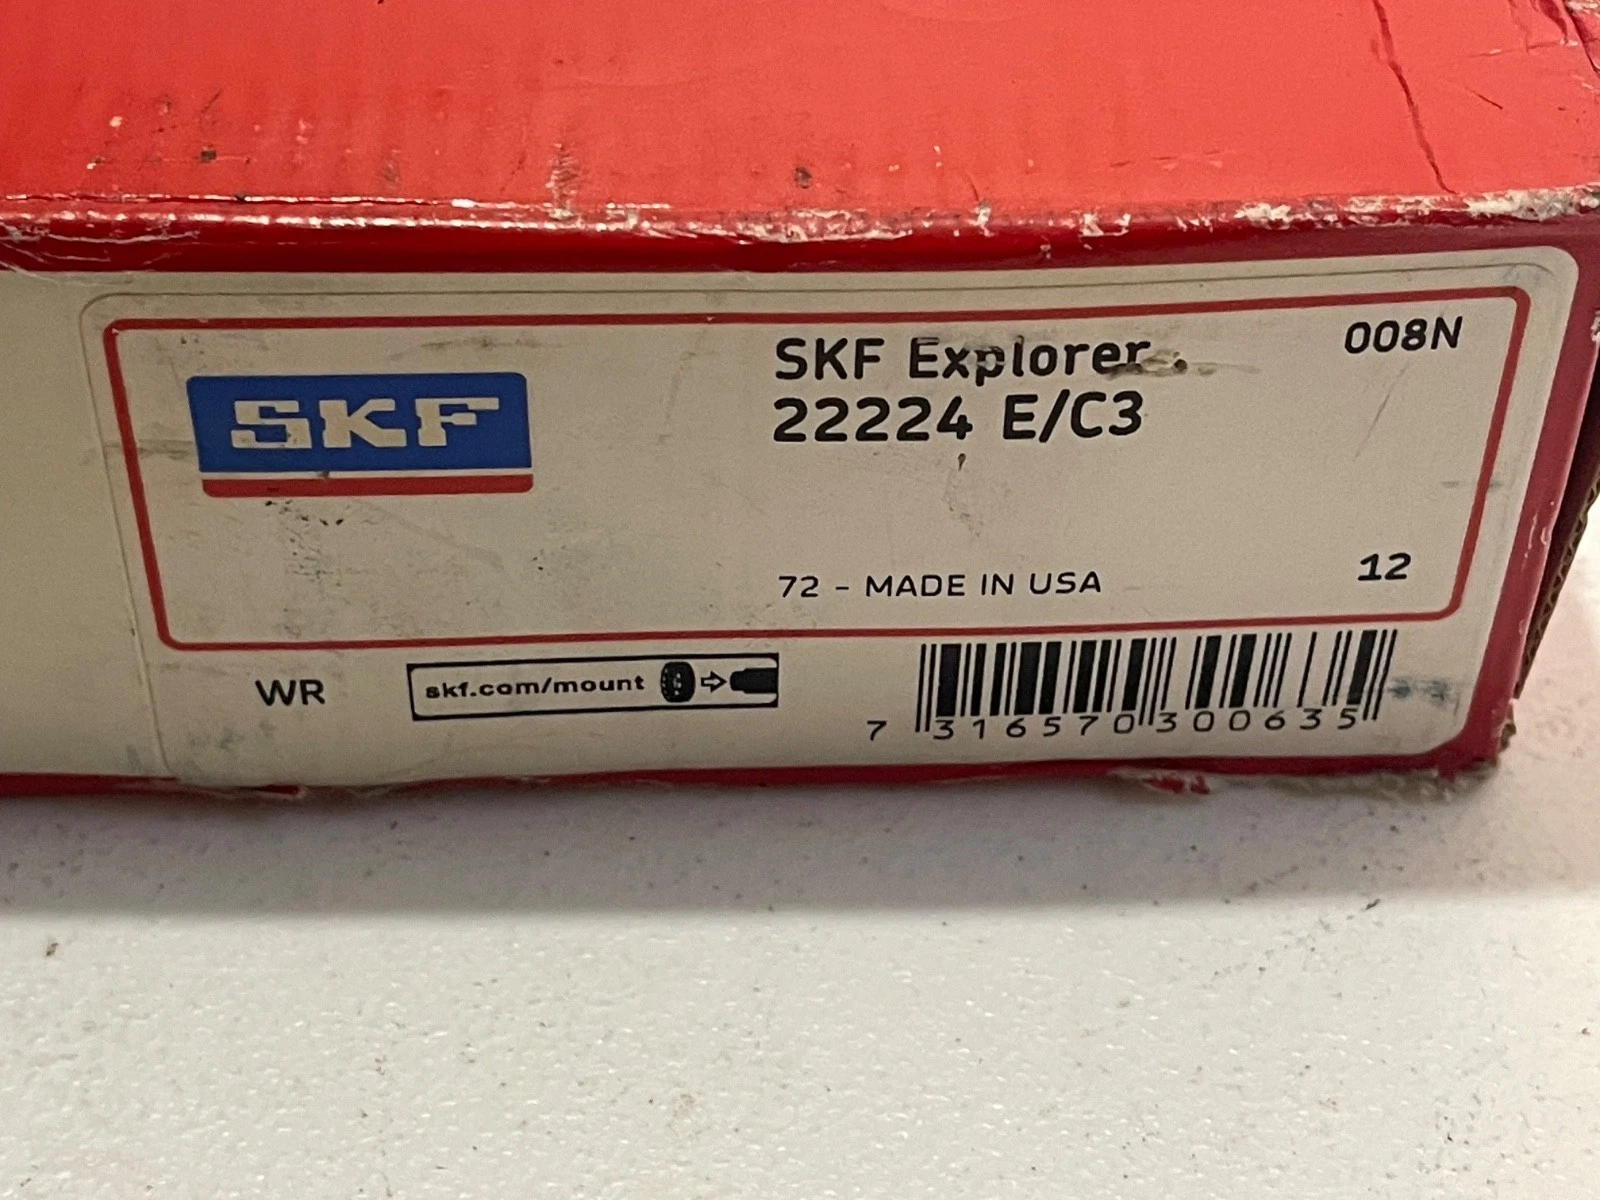 SKF
SKF Explorer
22224 E/C3
008N
72 - MADE IN USA
12
WR
skf.com/mount
7 316570 300635